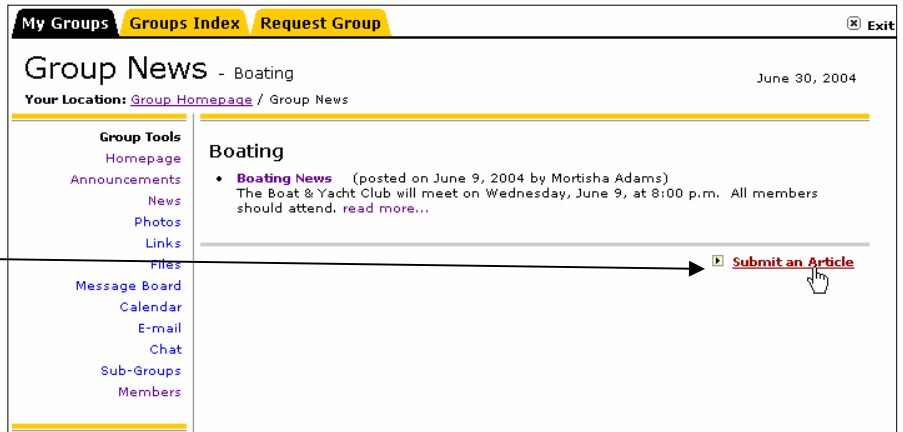 My Groups Groups Index Request Group Exit
Group News - Boating
June 30, 2004
Your Location: Group Homepage / Group News
Group Tools
Homepage
Announcements
News
Photos
Links
Files
Message Board
Calendar
E-mail
Chat
Sub-Groups
Members
Boating
• Boating News (posted on June 9, 2004 by Mortisha Adams)
The Boat & Yacht Club will meet on Wednesday, June 9, at 8:00 p.m. All members
should attend. read more...
Submit an Article